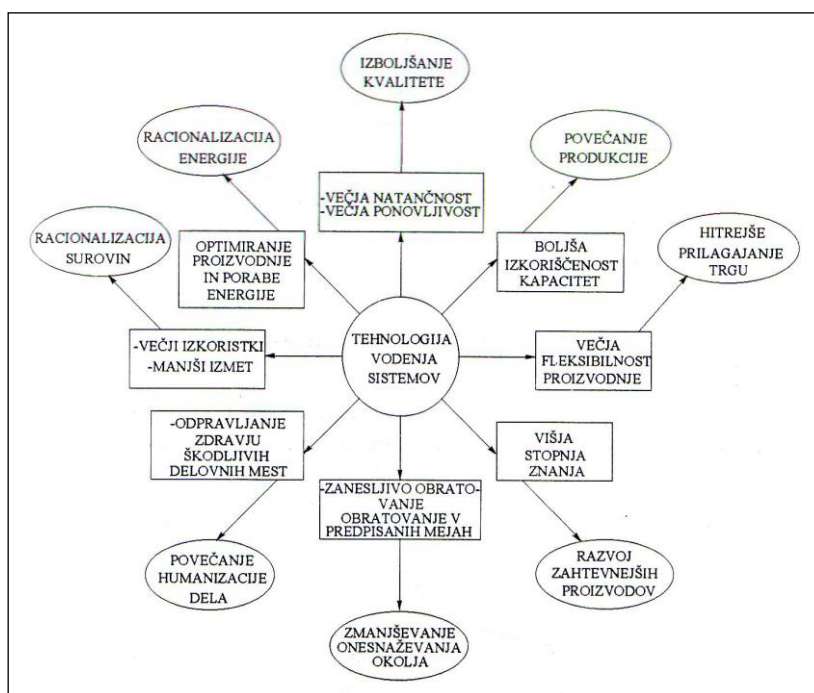 IZBOLJŠANJE
KVALITETE
RACIONALIZACIJA
ENERGIJE
POVEČANJE
PRODUKCIJE
-VEČJA NATANČNOST
-VEČJA PONOVLJIVOST
RACIONALIZACIJA
SUROVIN
OPTIMIRANJE
PROIZVODNJE
IN PORABE
ENERGIJE
BOLJŠA
IZKORIŠČENOST
KAPACITET
HITREJŠE
PRILAGAJANJE
TRGU
-VEČJI IZKORISTKI
-MANJŠI IZMET
TEHNOLOGIJA
VODENJA
SISTEMOV
VEČJA
FLEKSIBILNOST
PROIZVODNJE
-ODPRAVLJANJE
ZDRAVJU
ŠKODLJIVIH
DELOVNIH MEST
VIŠJA
STOPNJA
ZNANJA
-ZANESLJIVO OBRATO-
VANJE
OBRATOVANJE V
PREDPISANIH MEJAH
POVEČANJE
HUMANIZACIJE
DELA
RAZVOJ
ZAHTEVNEJŠIH
PROIZVODOV
ZMANJŠEVANJE
ONESNAŽEVANJA
OKOLJA